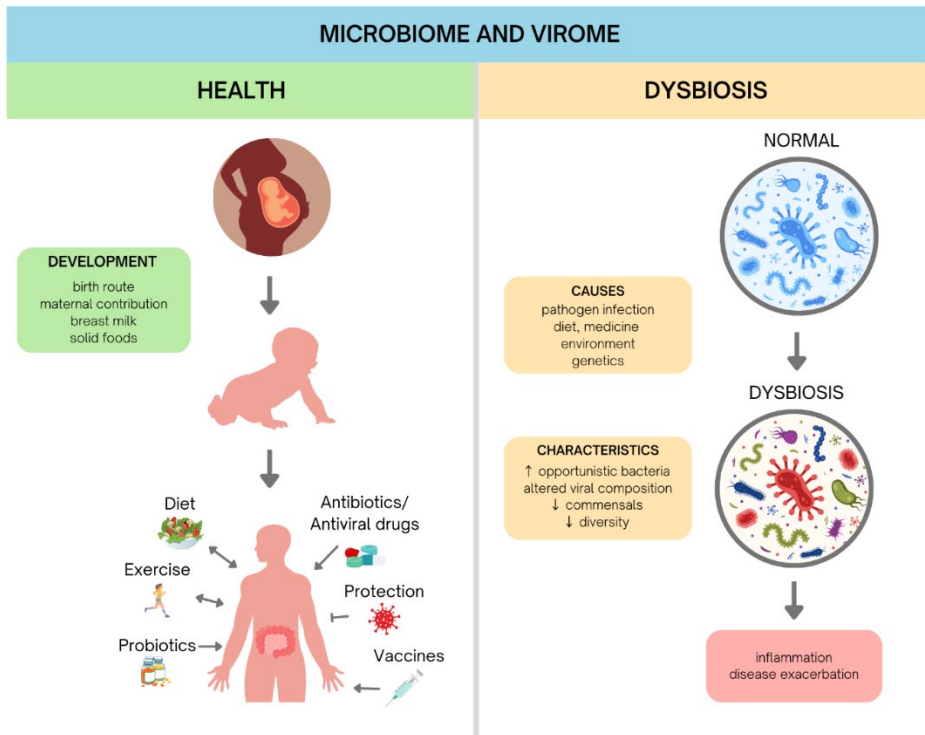 MICROBIOME AND VIROME
HEALTH
DEVELOPMENT
birth route
maternal contribution
breast milk
solid foods
Diet
Antibiotics/
Antiviral drugs
Exercise
Protection
Probiotics
Vaccines
DYSBIOSIS
NORMAL
CAUSES
pathogen infection
diet, medicine
environment
genetics
DYSBIOSIS
CHARACTERISTICS
↑ opportunistic bacteria
altered viral composition
↓ commensals
↓ diversity
inflammation
disease exacerbation